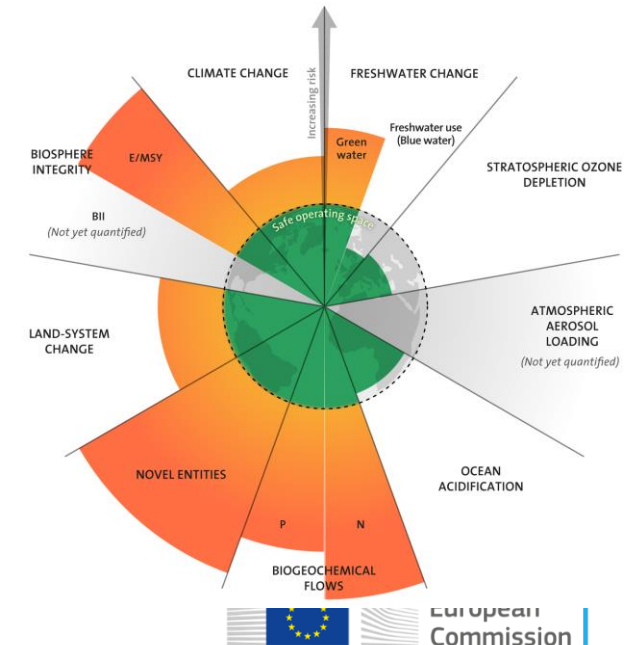 CLIMATE CHANGE
FRESHWATER CHANGE
Increasing risk
Green
water
Freshwater use
(Blue water)
STRATOSPHERIC OZONE
DEPLETION
BIOSPHERE
INTEGRITY
E/MSY
BII
(Not yet quantified)
Safe operating space
LAND-SYSTEM
CHANGE
ATMOSPHERIC
AEROSOL
LOADING
(Not yet quantified)
NOVEL ENTITIES
OCEAN
ACIDIFICATION
P
N
BIOGEOCHEMICAL
FLOWS
European
Commission